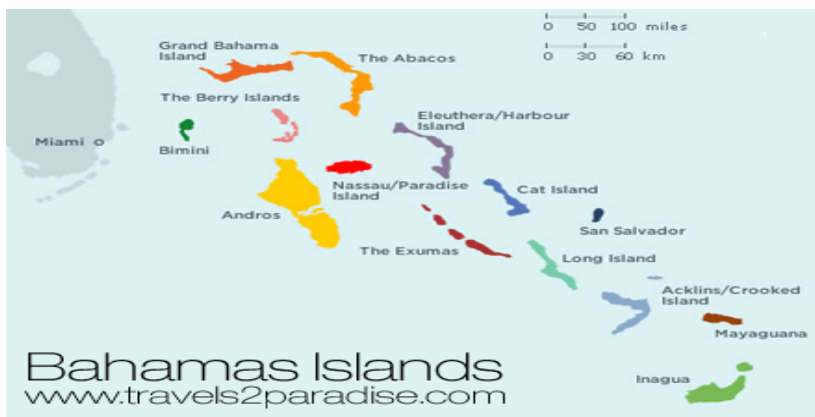 0 50 100 miles
0 30 60 km
Grand Bahama
Island
The Abacos
The Berry Islands
Eleuthera/Harbour
Island
Miami
Bimini
Nassau/Paradise
Island
Cat Island
Andros
San Salvador
The Exumas
Long Island
Acklins/Crooked
Island
Mayaguana
Inagua
Bahamas Islands
www.travels2paradise.com